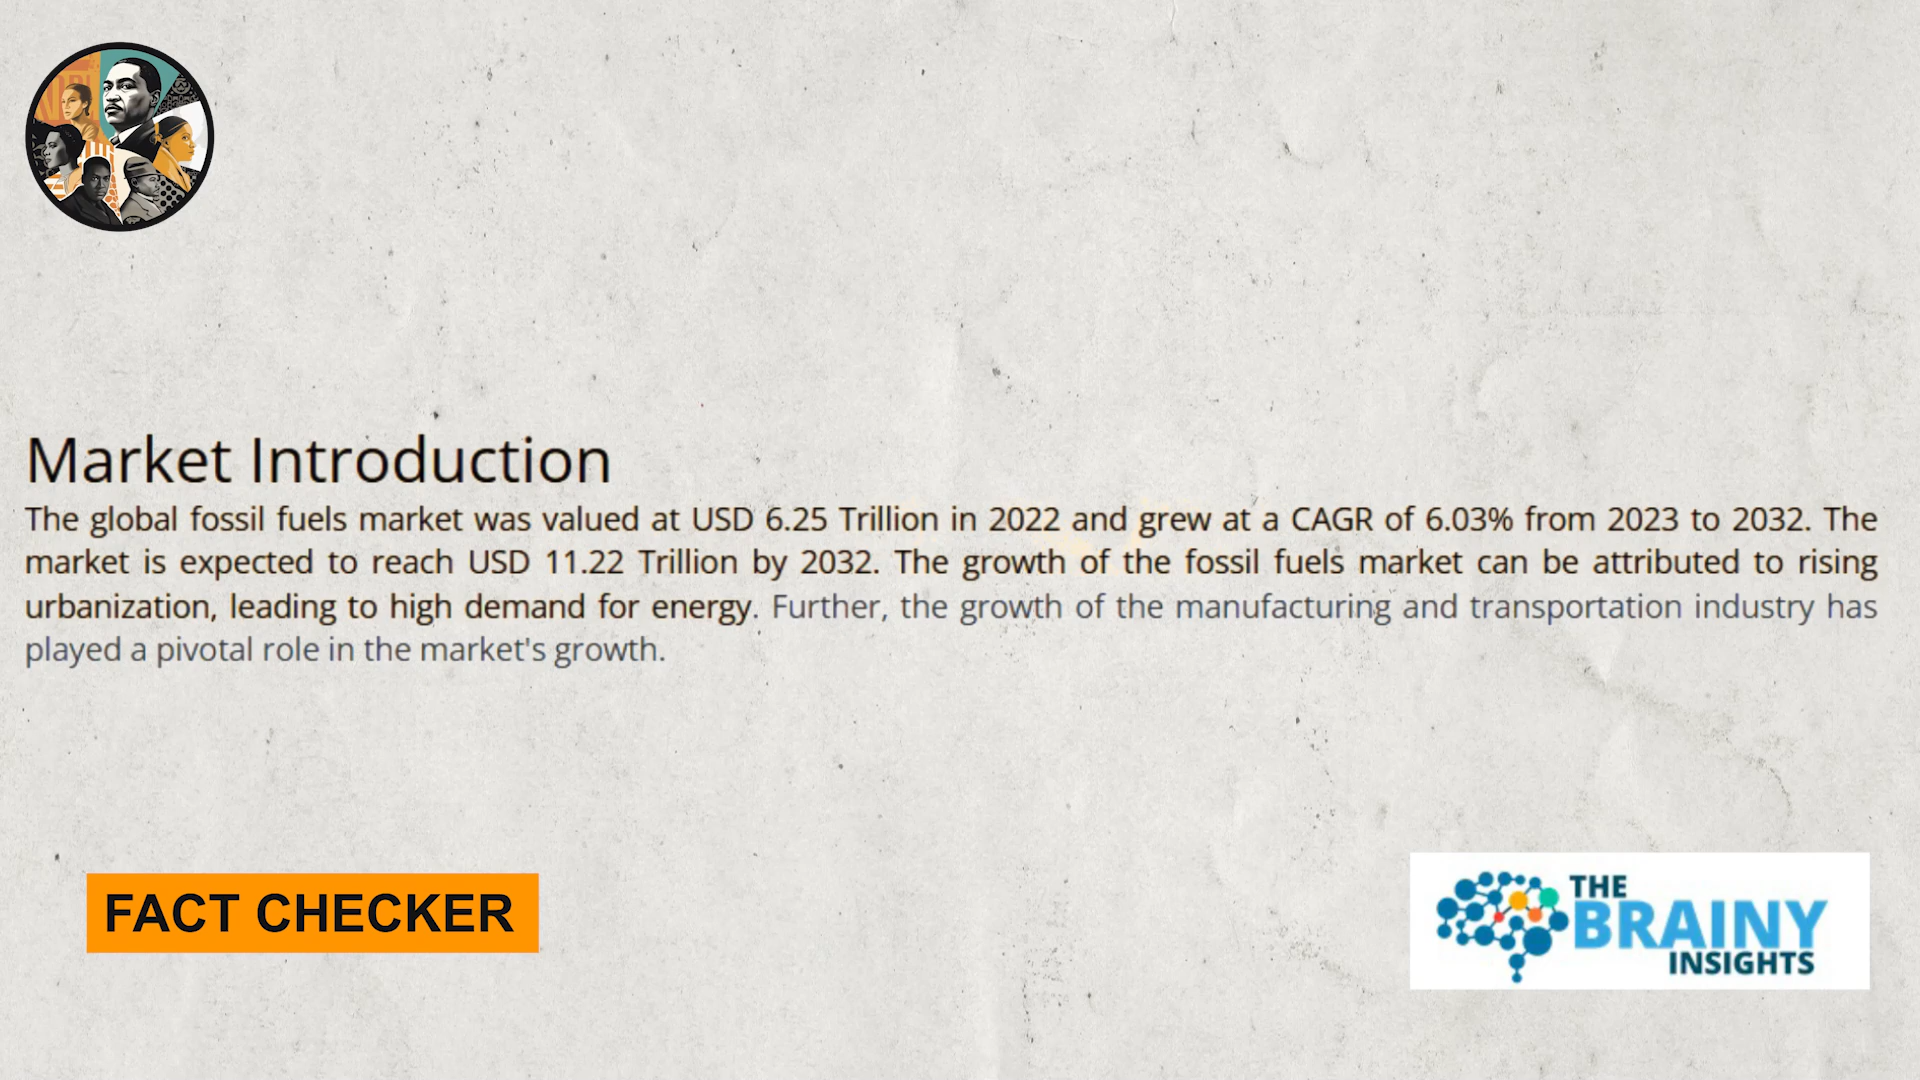 Market Introduction
The global fossil fuels market was valued at USD 6.25 Trillion in 2022 and grew at a CAGR of 6.03% from 2023 to 2032. The
market is expected to reach USD 11.22 Trillion by 2032. The growth of the fossil fuels market can be attributed to rising
urbanization, leading to high demand for energy. Further, the growth of the manufacturing and transportation industry has
played a pivotal role in the market's growth.
FACT CHECKER
THE
BRAINY
INSIGHTS